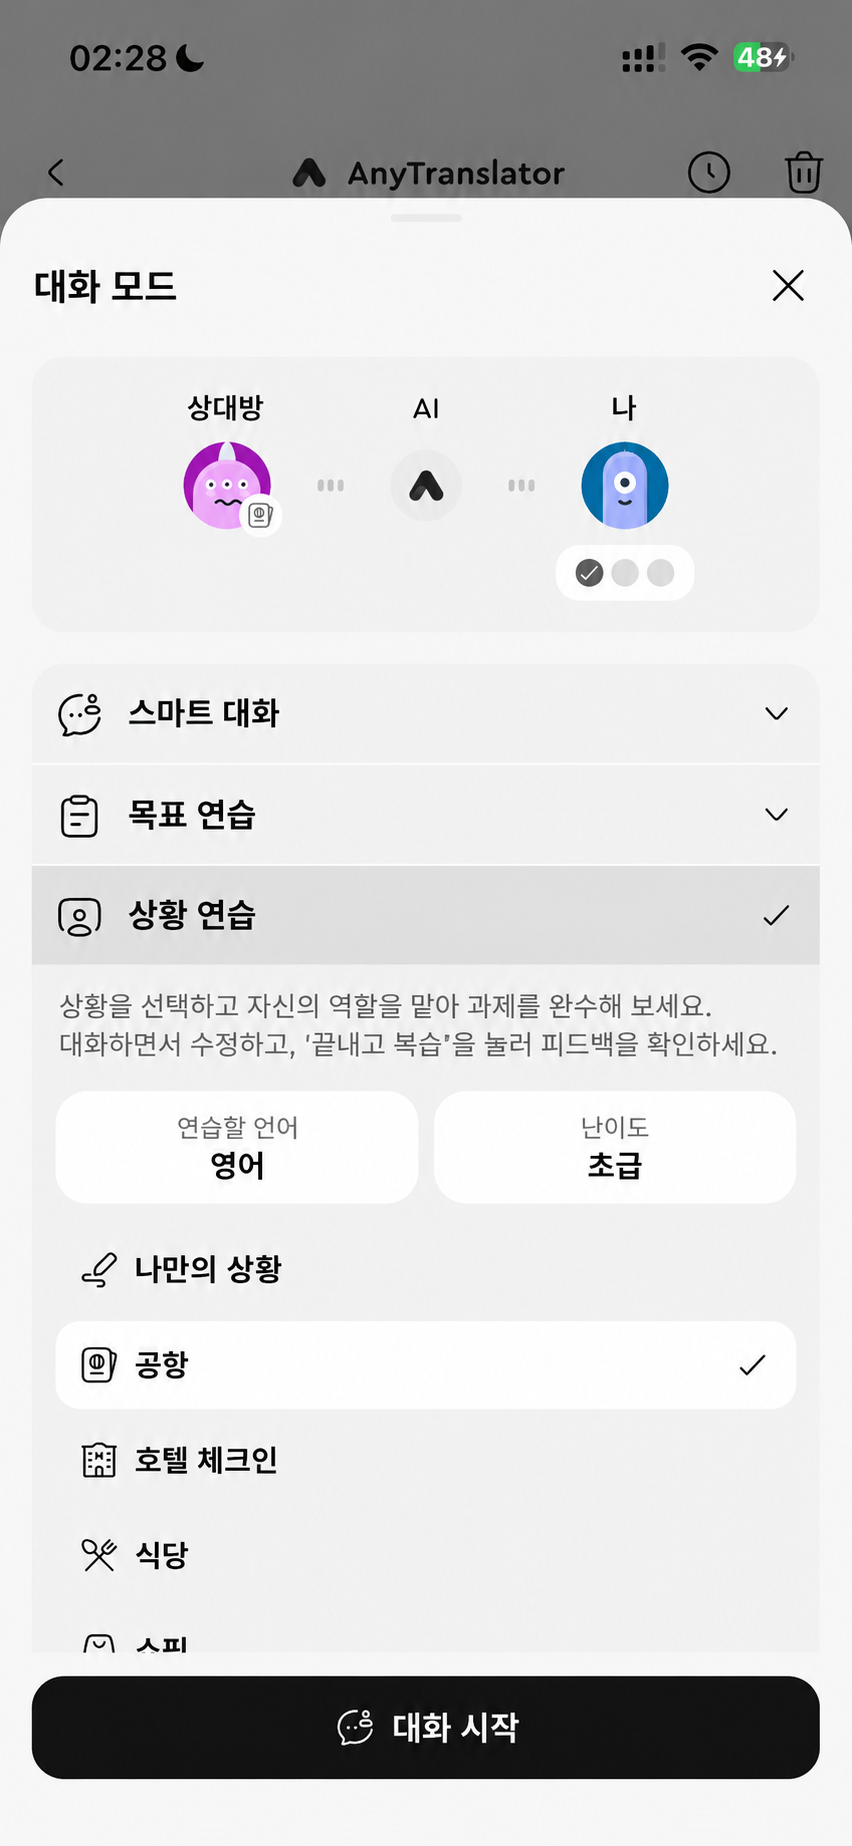 02:28
48
AnyTranslator
대화 모드
상대방
AI
나
스마트 대화
목표 연습
상황 연습
상황을 선택하고 자신의 역할을 맡아 과제를 완수해 보세요.
대화하면서 수정하고, '끝내고 복습'을 눌러 피드백을 확인하세요.
연습할 언어
영어
난이도
초급
나만의 상황
공항
호텔 체크인
식당
대화 시작